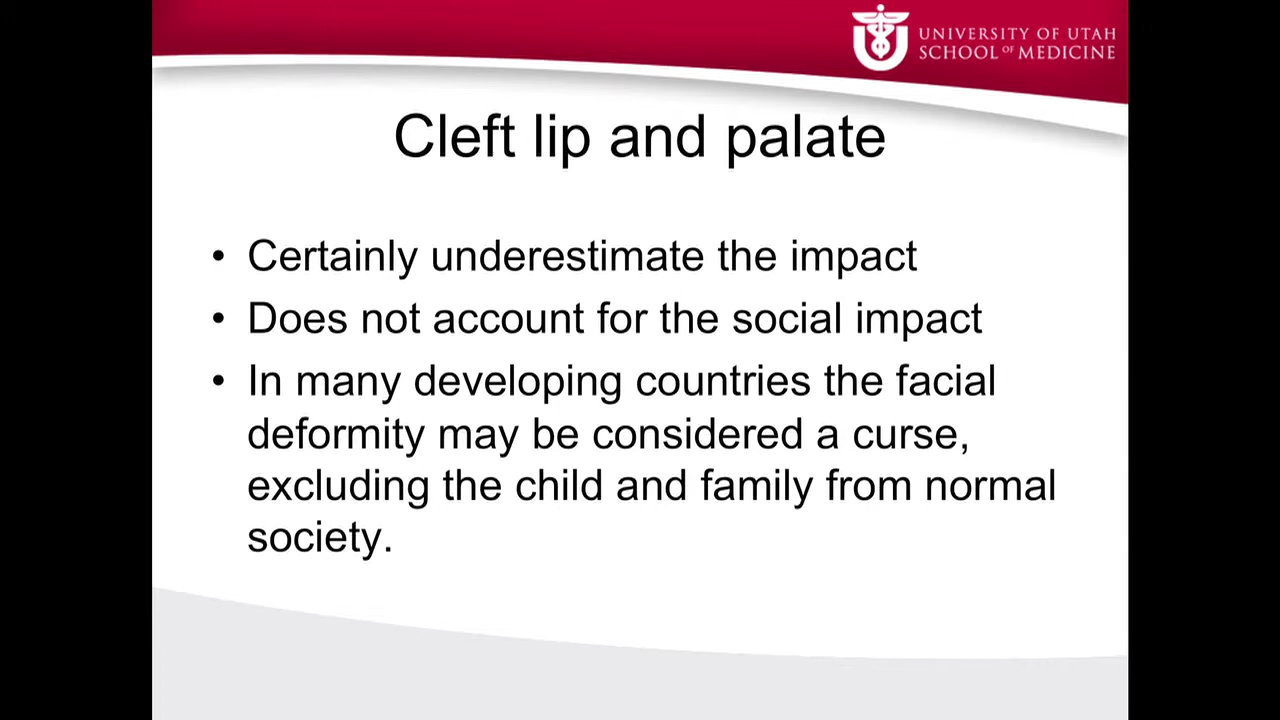 UNIVERSITY OF UTAH
SCHOOL OF MEDICINE
Cleft lip and palate
• Certainly underestimate the impact
• Does not account for the social impact
• In many developing countries the facial
deformity may be considered a curse,
excluding the child and family from normal
society.